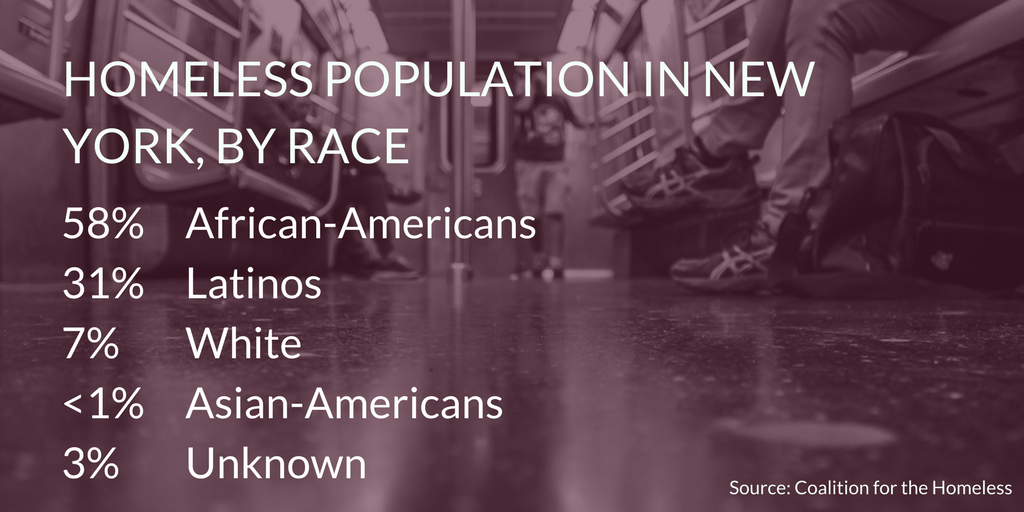 HOMELESS POPULATION IN NEW
YORK, BY RACE
58% African-Americans
31% Latinos
7% White
<1% Asian-Americans
3% Unknown
Source: Coalition for the Homeless